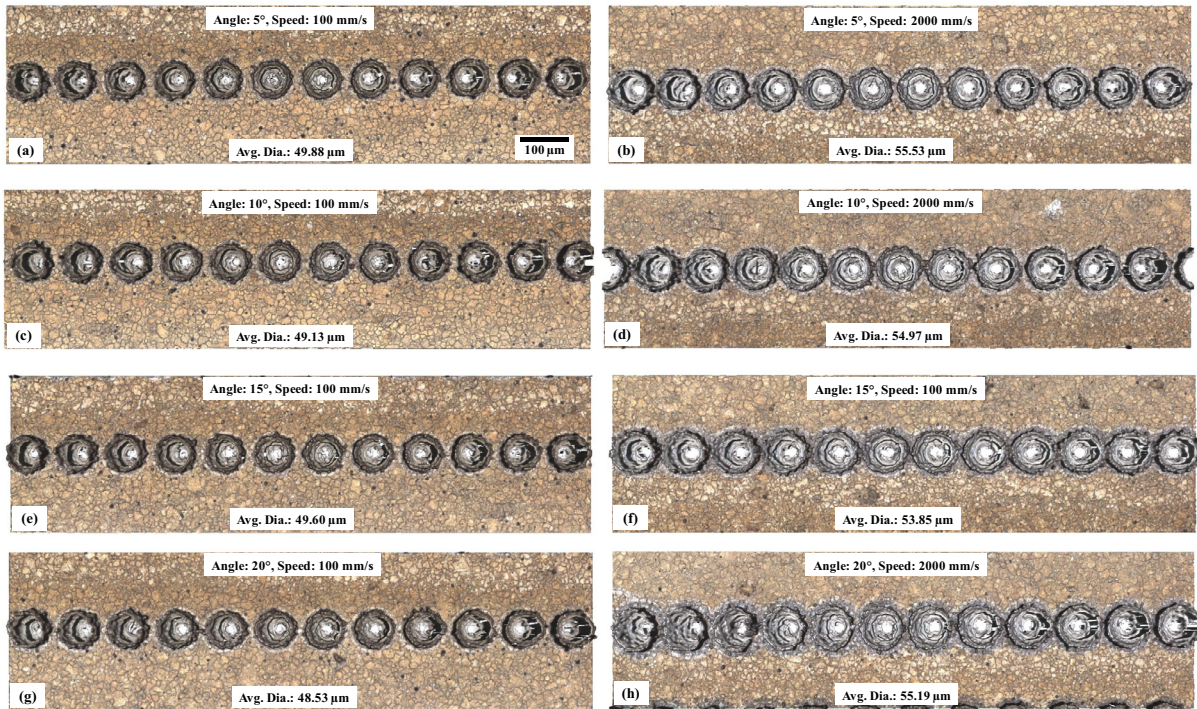 Angle: 5°, Speed: 100 mm/s
(a)
Avg. Dia.: 49.88 µm
100 µm
Angle: 5°, Speed: 2000 mm/s
(b)
Avg. Dia.: 55.53 µm
Angle: 10°, Speed: 100 mm/s
(c)
Avg. Dia.: 49.13 µm
Angle: 10°, Speed: 2000 mm/s
(d)
Avg. Dia.: 54.97 µm
Angle: 15°, Speed: 100 mm/s
(e)
Avg. Dia.: 49.60 µm
Angle: 15°, Speed: 100 mm/s
(f)
Avg. Dia.: 53.85 µm
Angle: 20°, Speed: 100 mm/s
(g)
Avg. Dia.: 48.53 µm
Angle: 20°, Speed: 2000 mm/s
(h)
Avg. Dia.: 55.19 µm